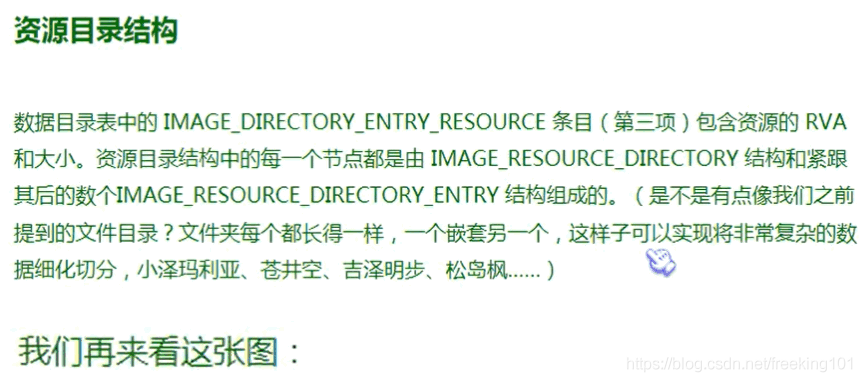 资源目录结构
数据目录表中的 IMAGE_DIRECTORY_ENTRY_RESOURCE 条目（第三项）包含资源的 RVA
和大小。资源目录结构中的每一个节点都是由 IMAGE_RESOURCE_DIRECTORY 结构和紧跟
其后的数个IMAGE_RESOURCE_DIRECTORY_ENTRY 结构组成的。（是不是有点像我们之前
提到的文件目录？文件夹每个都长得一样，一个嵌套另一个，这样子可以实现将非常复杂的数
据细化切分，小泽玛利亚、苍井空、吉泽明步、松岛枫……）
我们再来看这张图：
https://blog.csdn.net/freeking101